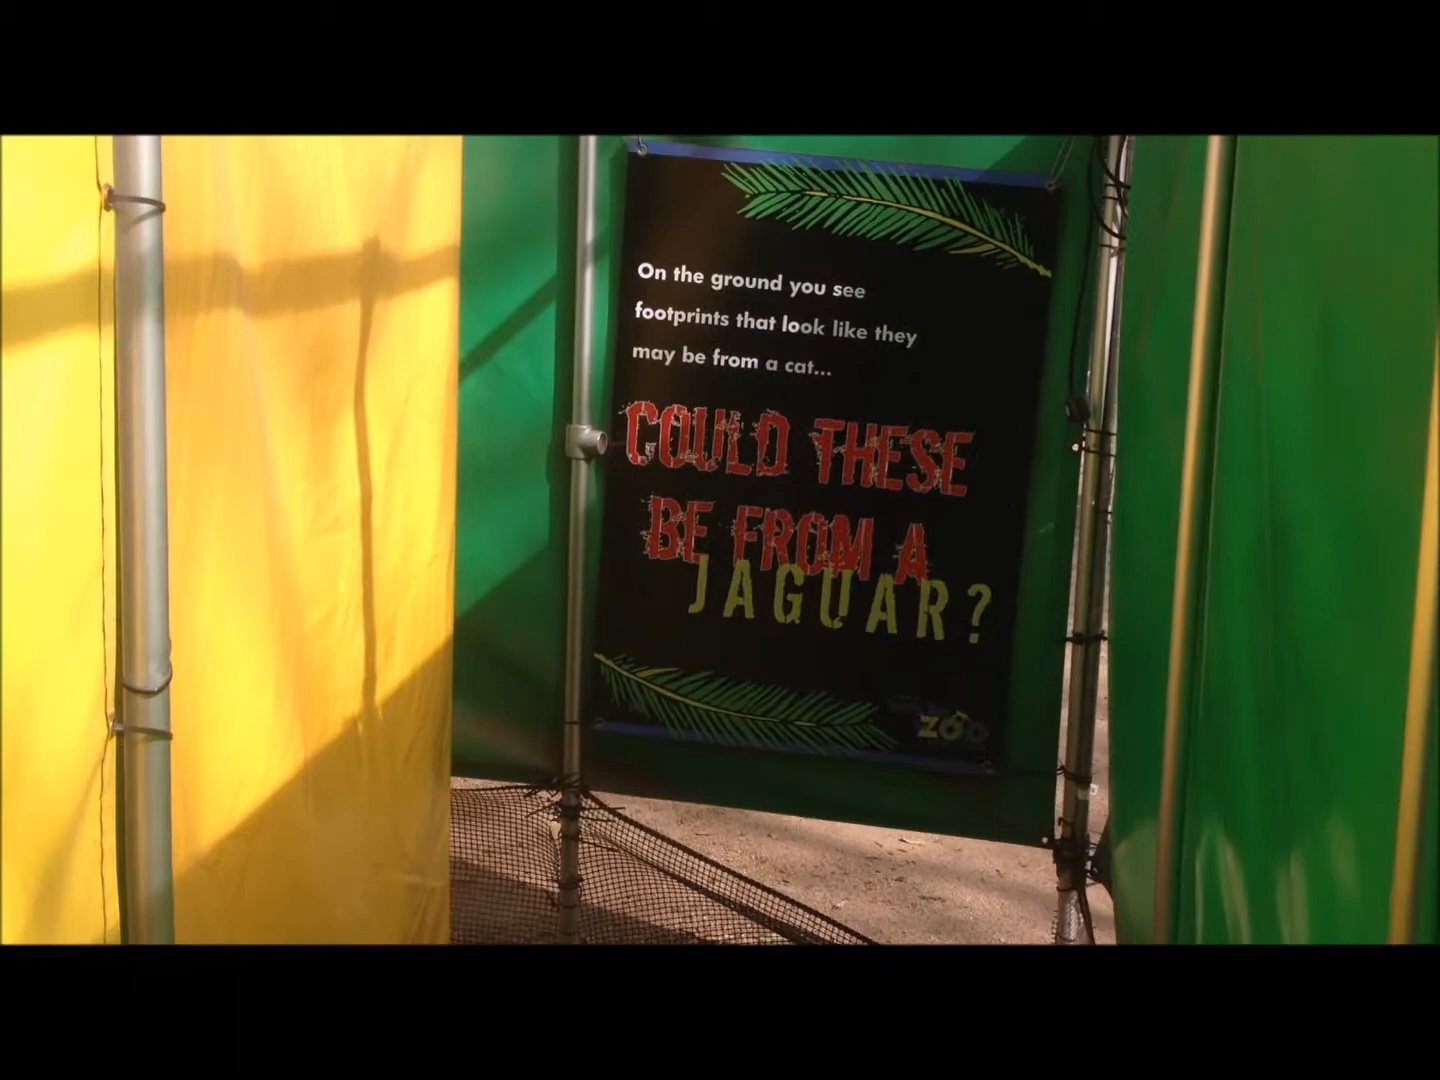 On the ground you see
footprints that look like they
may be from a cat...
COULD THESE
BE FROM A
JAGUAR?
ZOO